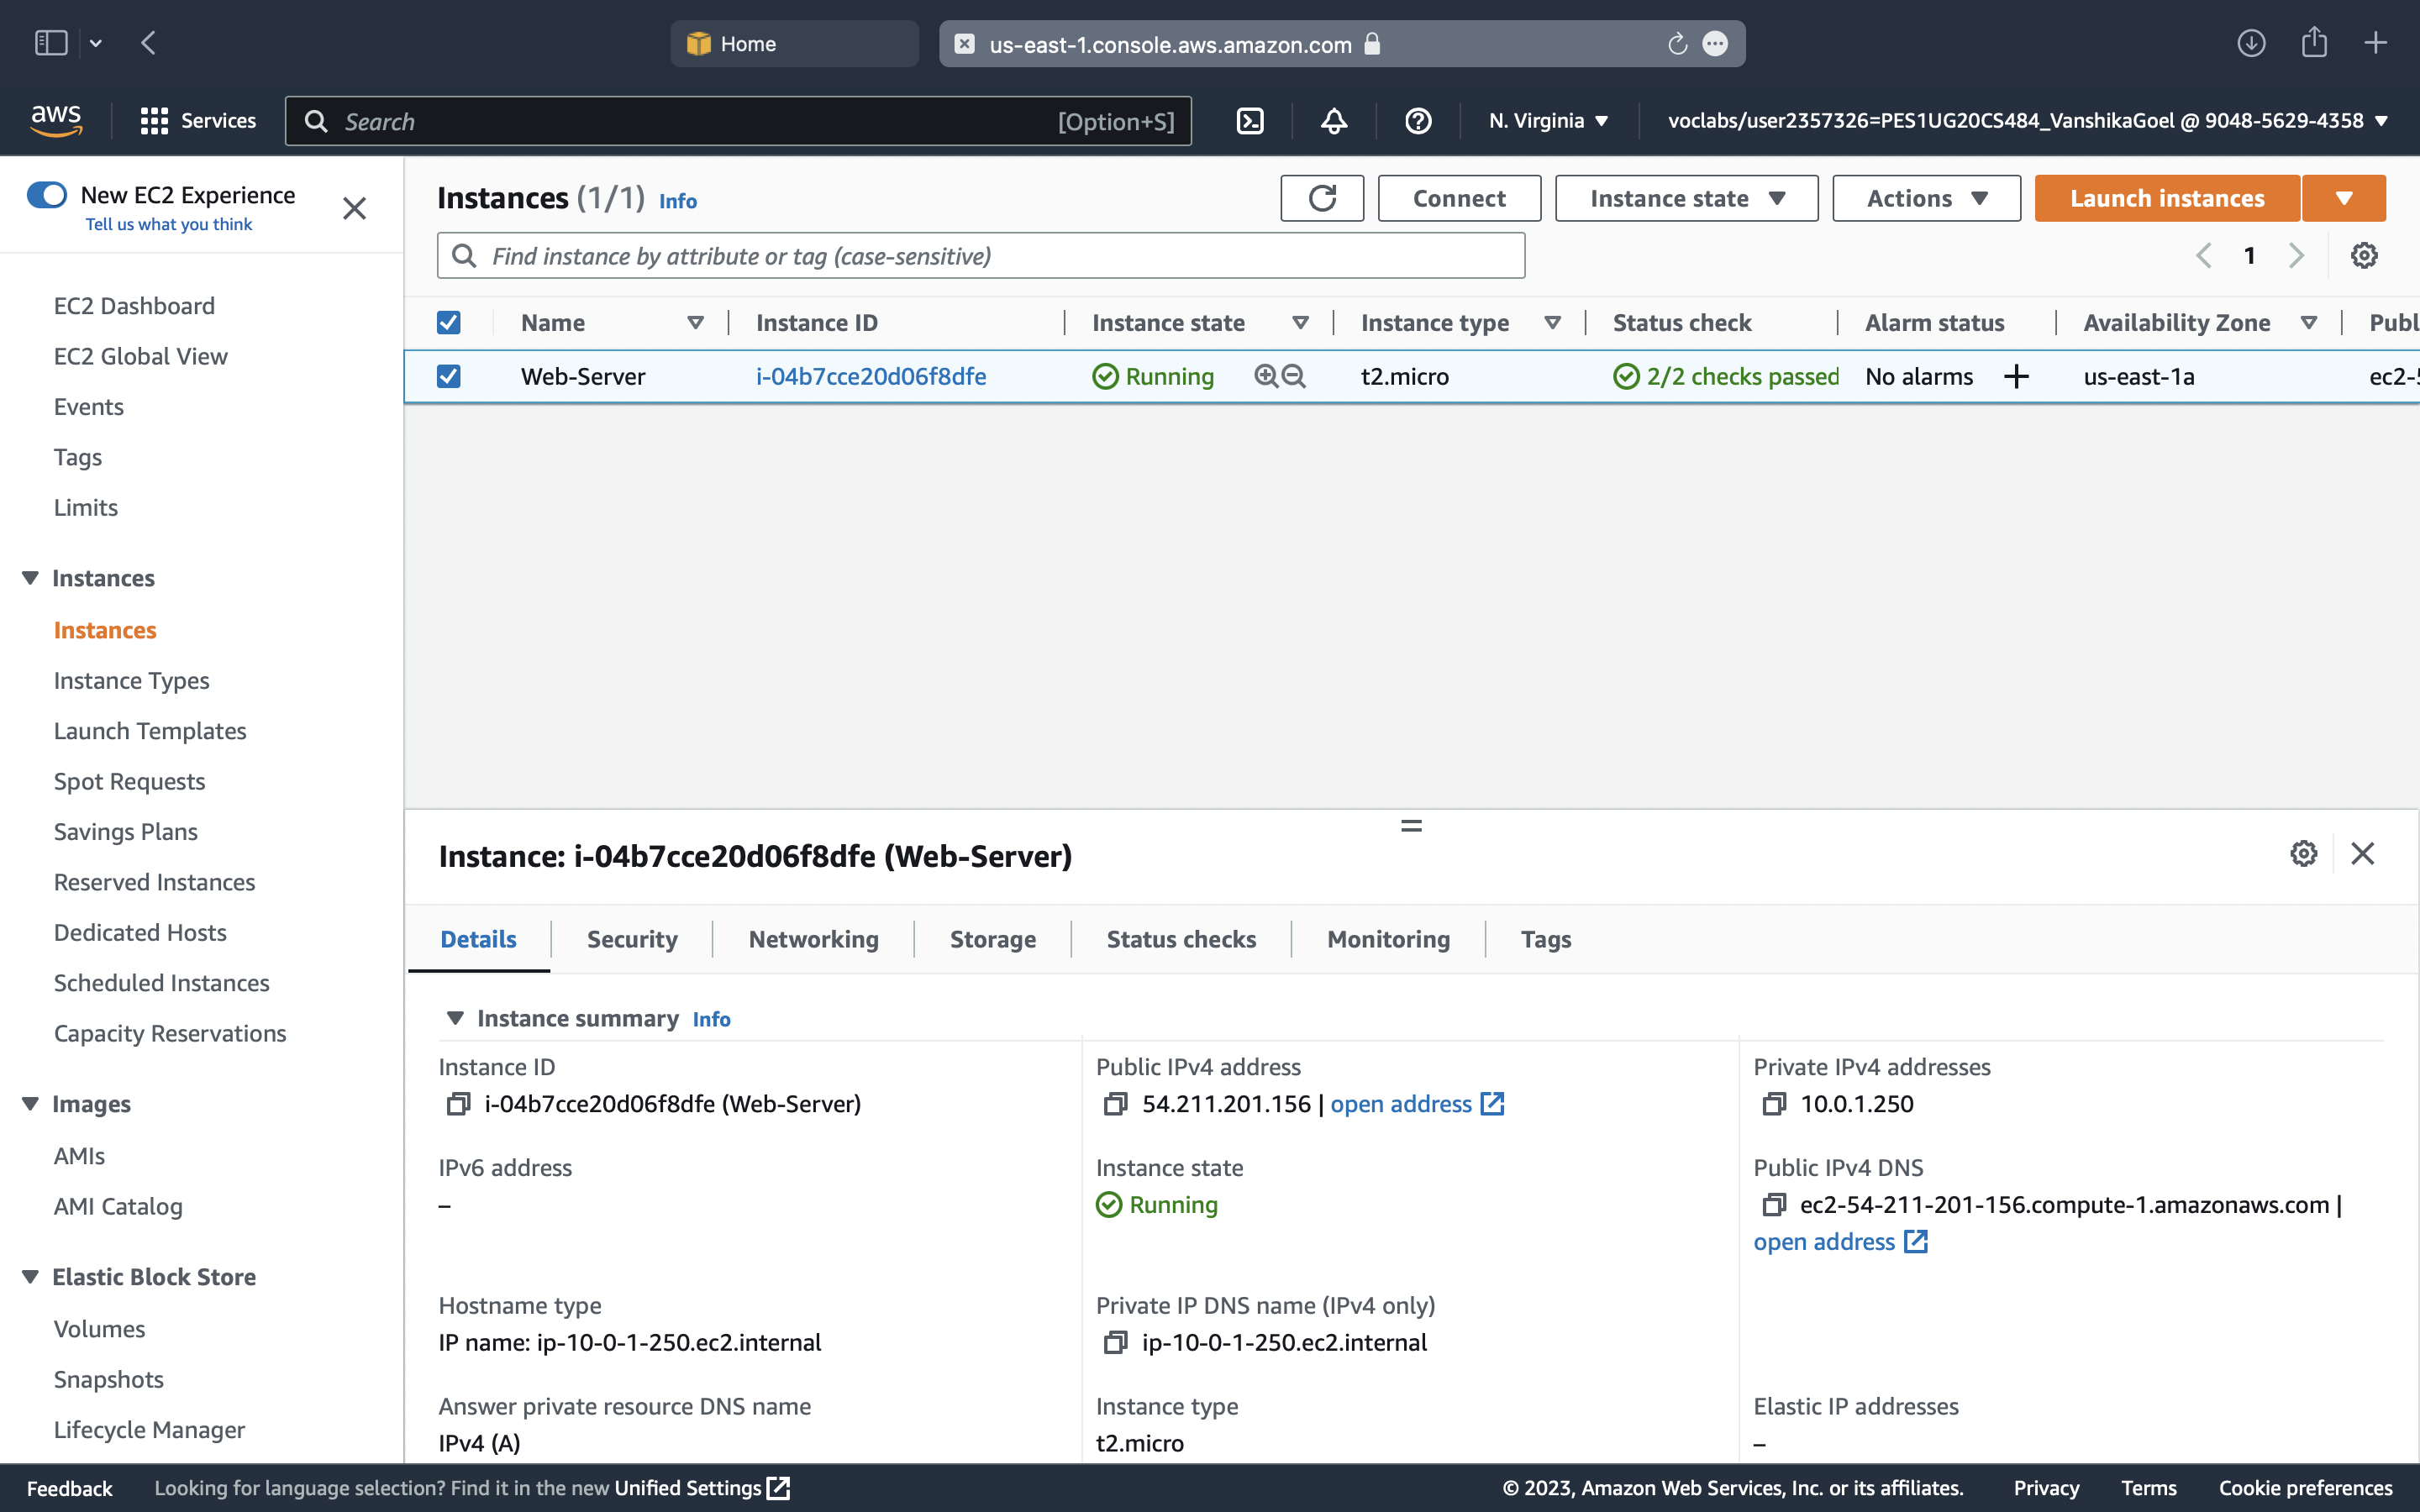 Home
us-east-1.console.aws.amazon.com
aws
Services
Search
[Option+S]
N. Virginia
voclabs/user2357326=PES1UG20CS484_VanshikaGoel @ 9048-5629-4358
New EC2 Experience
Tell us what you think
EC2 Dashboard
EC2 Global View
Events
Tags
Limits
Instances
Instances
Instance Types
Launch Templates
Spot Requests
Savings Plans
Reserved Instances
Dedicated Hosts
Scheduled Instances
Capacity Reservations
Images
AMIs
AMI Catalog
Elastic Block Store
Volumes
Snapshots
Lifecycle Manager
Instances (1/1) Info
Connect
Instance state
Actions
Launch instances
Find instance by attribute or tag (case-sensitive)
1
Name Instance ID Instance state Instance type Status check Alarm status Availability Zone Publ
Web-Server i-04b7cce20d06f8dfe Running t2.micro 2/2 checks passed No alarms + us-east-1a ec2-5
Instance: i-04b7cce20d06f8dfe (Web-Server)
Details Security Networking Storage Status checks Monitoring Tags
Instance summary Info
Instance ID
i-04b7cce20d06f8dfe (Web-Server)
Public IPv4 address
54.211.201.156 | open address
Private IPv4 addresses
10.0.1.250
IPv6 address
–
Instance state
Running
Public IPv4 DNS
ec2-54-211-201-156.compute-1.amazonaws.com |
open address
Hostname type
IP name: ip-10-0-1-250.ec2.internal
Private IP DNS name (IPv4 only)
ip-10-0-1-250.ec2.internal
Answer private resource DNS name
IPv4 (A)
Instance type
t2.micro
Elastic IP addresses
–
Feedback
Looking for language selection? Find it in the new Unified Settings
© 2023, Amazon Web Services, Inc. or its affiliates.
Privacy
Terms
Cookie preferences